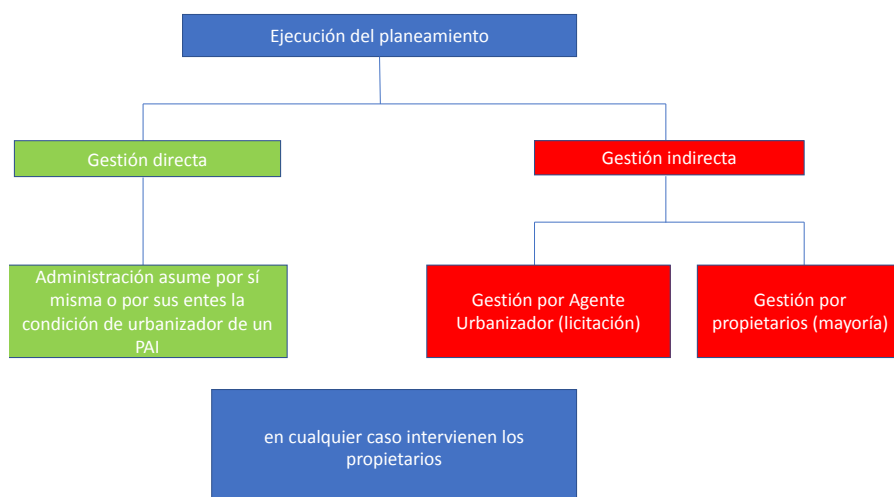 Ejecución del planeamiento
Gestión directa
Gestión indirecta
Administración asume por sí
misma o por sus entes la
condición de urbanizador de un
PAI
Gestión por Agente
Urbanizador (licitación)
Gestión por
propietarios (mayoría)
en cualquier caso intervienen los
propietarios